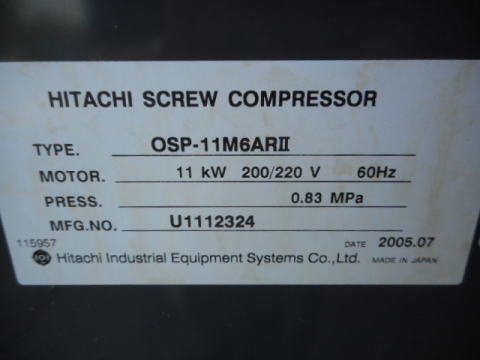 HITACHI SCREW COMPRESSOR
TYPE. OSP-11M6ARII
MOTOR. 11 kW 200/220 V 60Hz
PRESS. 0.83 MPa
MFG.NO. U1112324
115957 DATE 2005.07
Hitachi Industrial Equipment Systems Co.,Ltd. MADE IN JAPAN